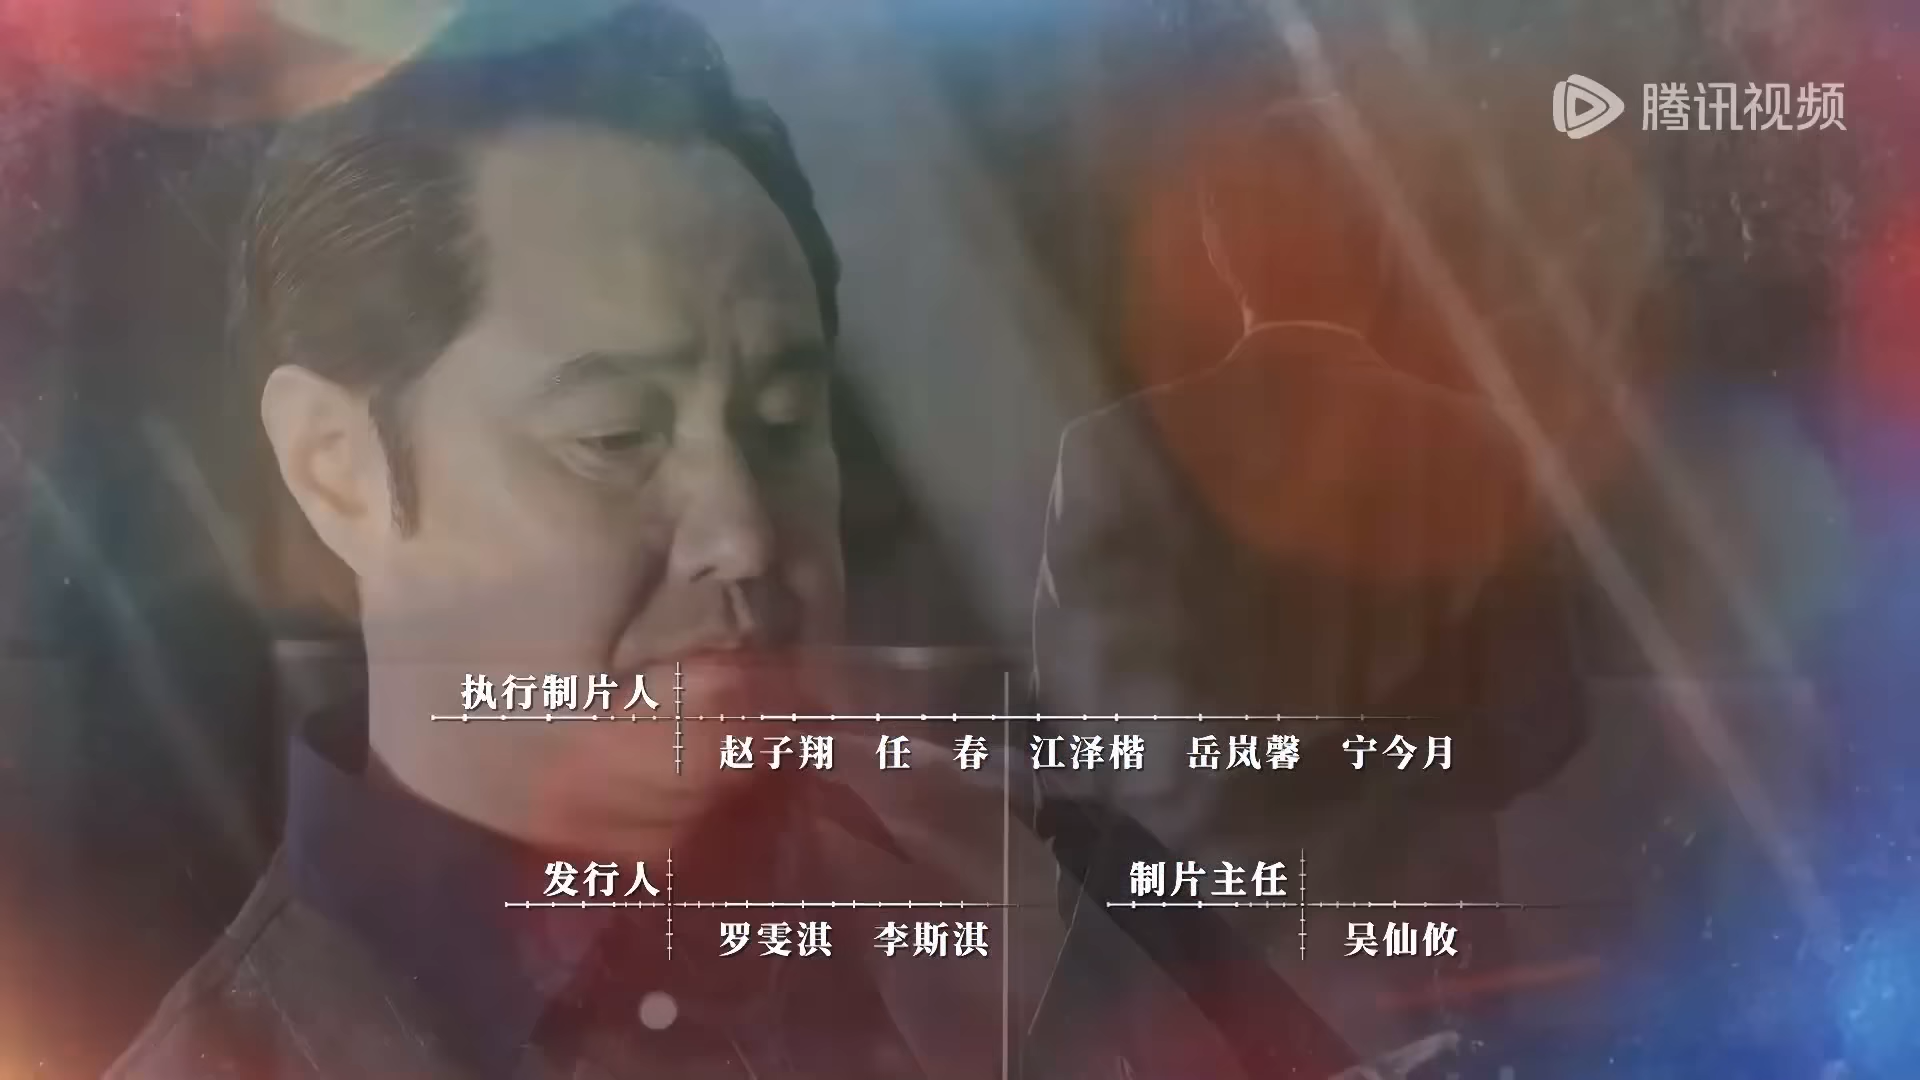 腾讯视频
执行制片人
赵子翔 任春 江泽楷 岳岚馨 宁今月
发行人
罗雯淇 李斯淇
制片主任
吴仙攸